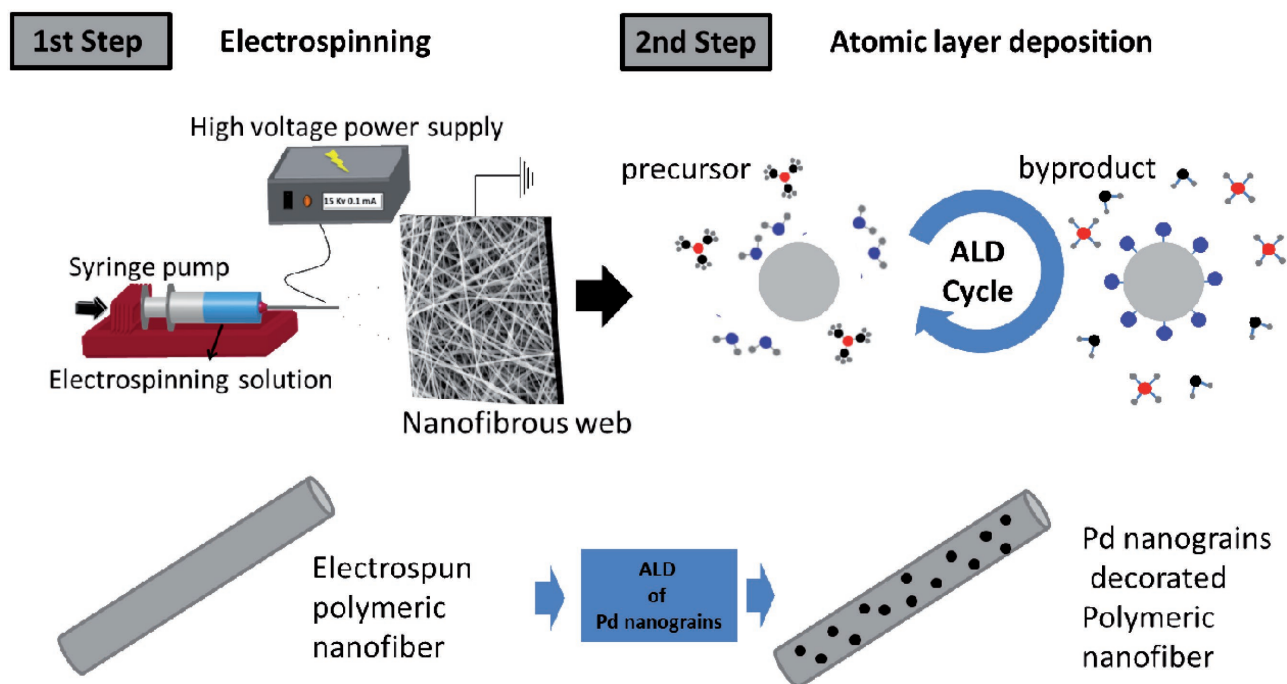 1st Step
Electrospinning
2nd Step
Atomic layer deposition
High voltage power supply
15 Kv 0.1 mA
Syringe pump
Electrospinning solution
Nanofibrous web
precursor
byproduct
ALD
Cycle
Electrospun
polymeric
nanofiber
ALD
of
Pd nanograins
Pd nanograins
decorated
Polymeric
nanofiber